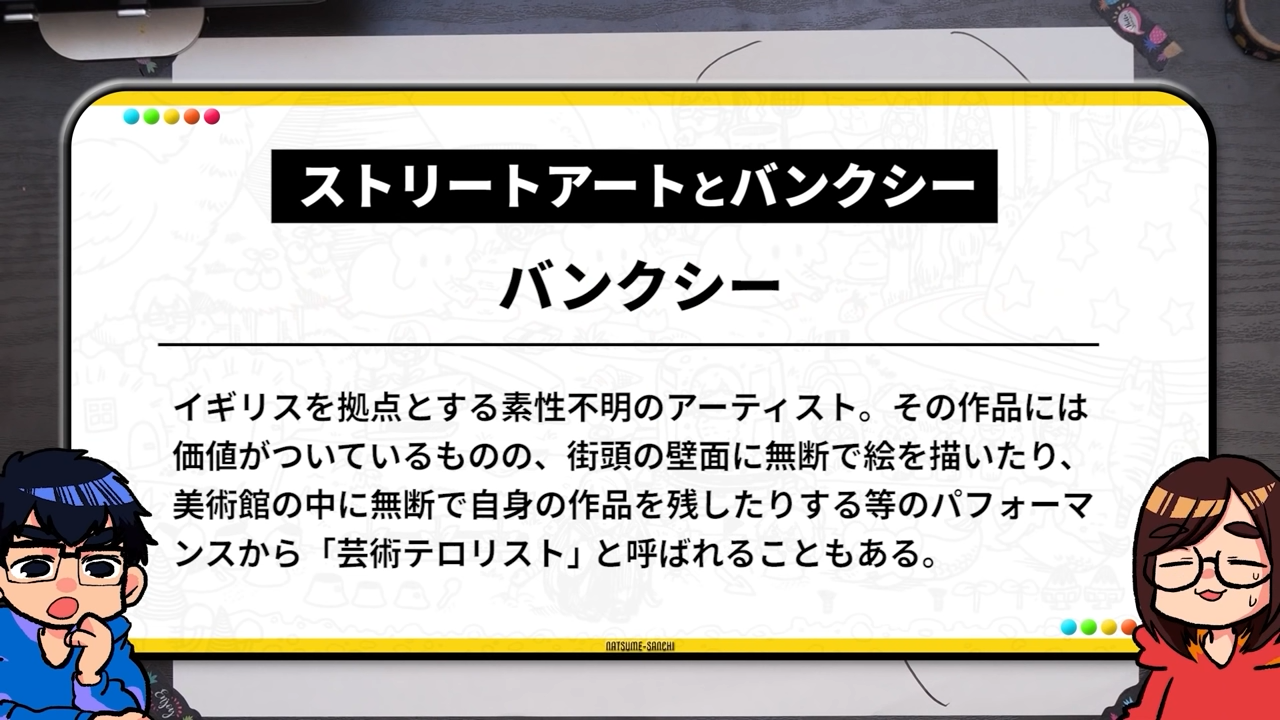 ストリートアートとバンクシー
バンクシー
イギリスを拠点とする素性不明のアーティスト。その作品には
価値がついているものの、街頭の壁面に無断で絵を描いたり、
美術館の中に無断で自身の作品を残したりする等のパフォーマ
ンスから「芸術テロリスト」と呼ばれることもある。
NATSUME-SANCHI
Enjoy